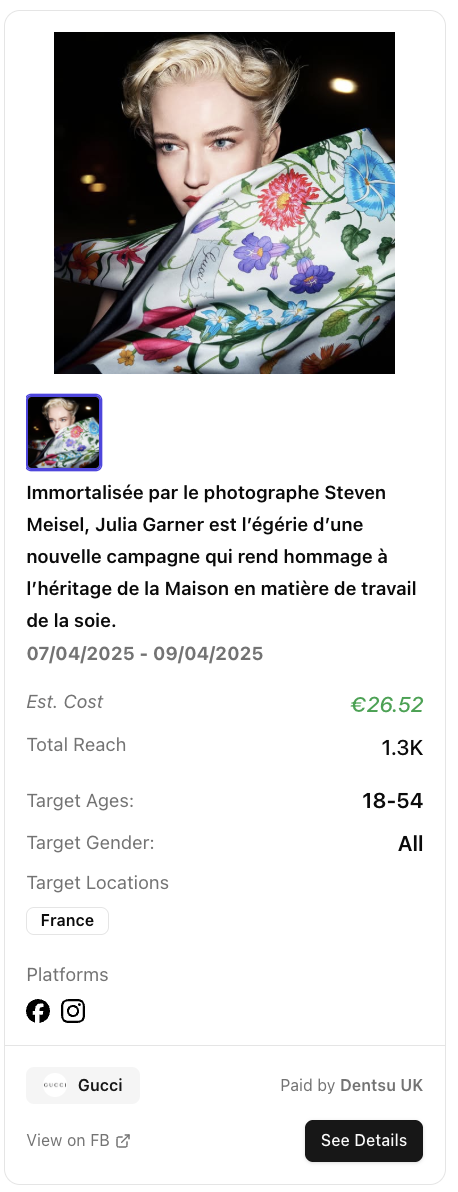 Gucci
Immortalisée par le photographe Steven
Meisel, Julia Garner est l’égérie d’une
nouvelle campagne qui rend hommage à
l’héritage de la Maison en matière de travail
de la soie.
07/04/2025 - 09/04/2025
Est. Cost €26.52
Total Reach 1.3K
Target Ages: 18-54
Target Gender: All
Target Locations
France
Platforms
GUCCI Gucci Paid by Dentsu UK
View on FB See Details